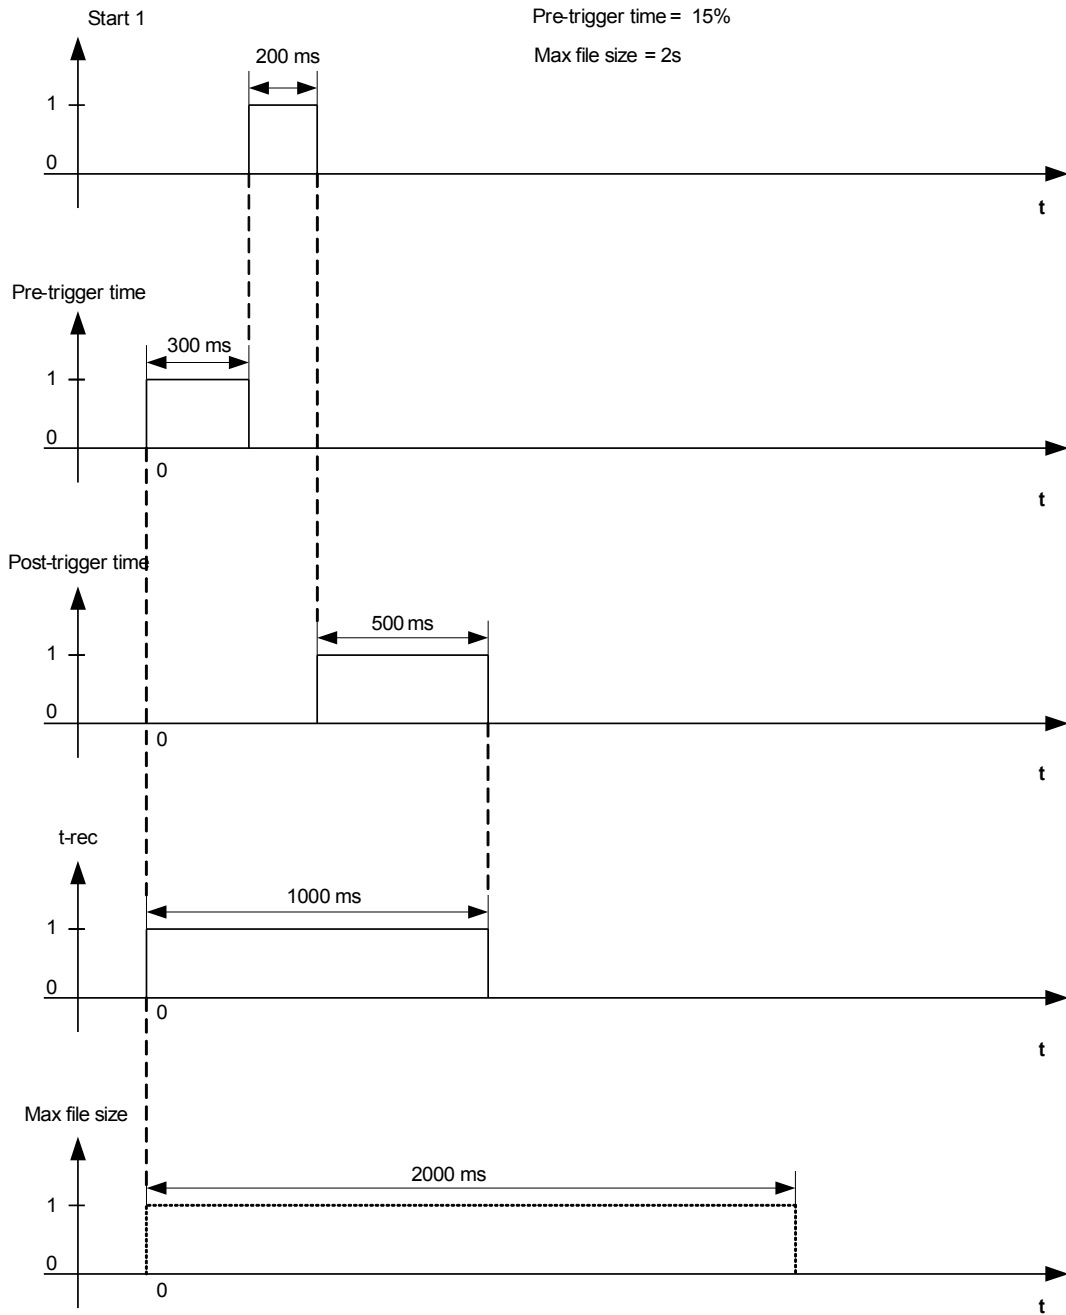 Start 1
Pre-trigger time = 15%
Max file size = 2s
200 ms
1
0
t
Pre-trigger time
300 ms
1
0
0
t
Post-trigger time
500 ms
1
0
0
t
t-rec
1000 ms
1
0
0
t
Max file size
2000 ms
1
0
0
t